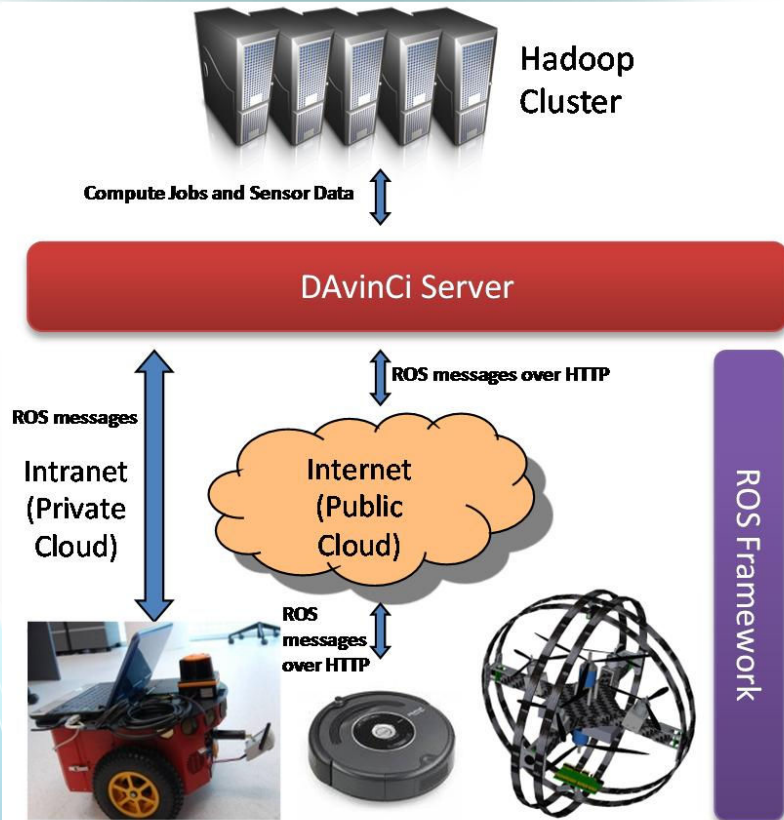 Hadoop
Cluster
Compute Jobs and Sensor Data
DAvinCi Server
ROS messages over HTTP
ROS messages
Intranet
(Private
Cloud)
Internet
(Public
Cloud)
ROS
messages
over HTTP
ROS Framework